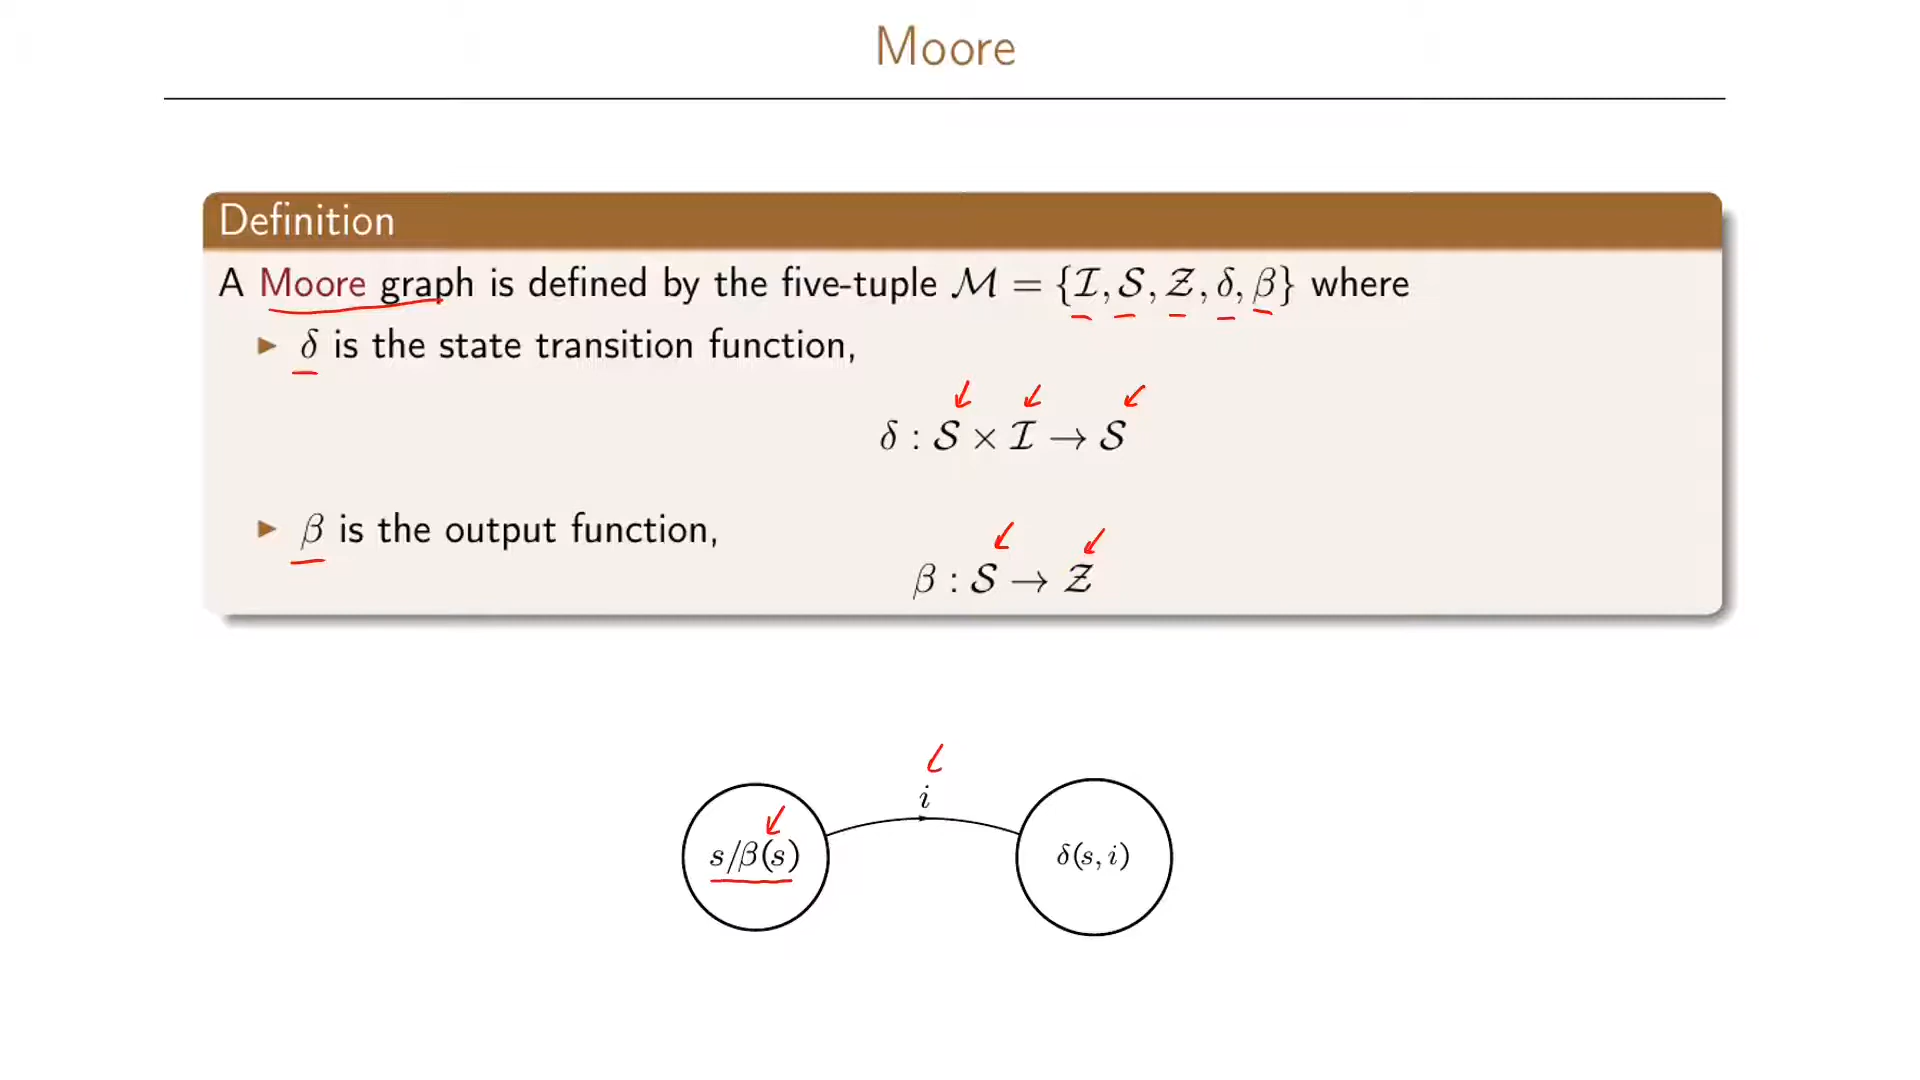 Moore
Definition
A Moore graph is defined by the five-tuple ℳ = {ℐ, 𝒮, 𝒵, δ, β} where
▶ δ is the state transition function,
δ : 𝒮 × ℐ → 𝒮
▶ β is the output function,
β : 𝒮 → 𝒵
i
s/β(s)
δ(s, i)